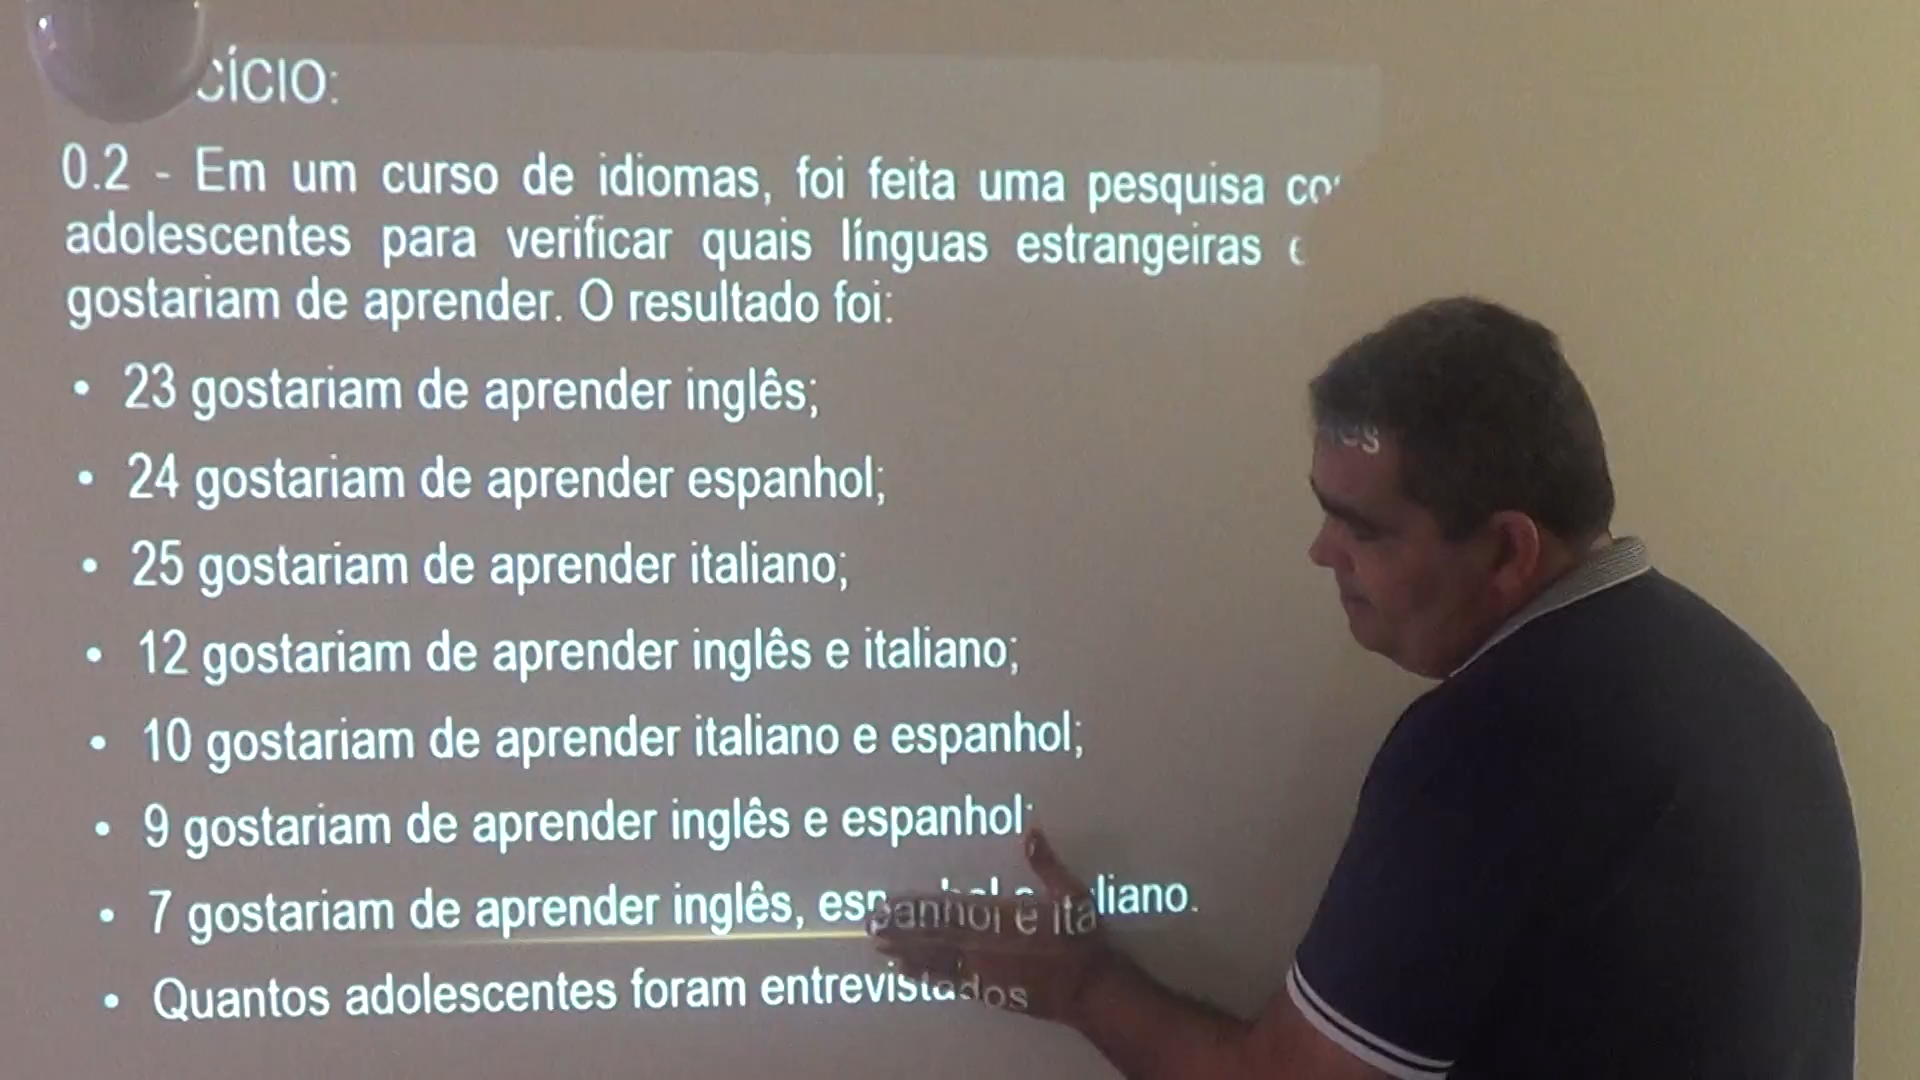 CÍCIO:
0.2 - Em um curso de idiomas, foi feita uma pesquisa
adolescentes para verificar quais línguas estrangeiras
gostariam de aprender. O resultado foi:
• 23 gostariam de aprender inglês;
• 24 gostariam de aprender espanhol;
• 25 gostariam de aprender italiano;
• 12 gostariam de aprender inglês e italiano;
• 10 gostariam de aprender italiano e espanhol;
• 9 gostariam de aprender inglês e espanhol;
• 7 gostariam de aprender inglês, espanhol e italiano.
• Quantos adolescentes foram entrevistados